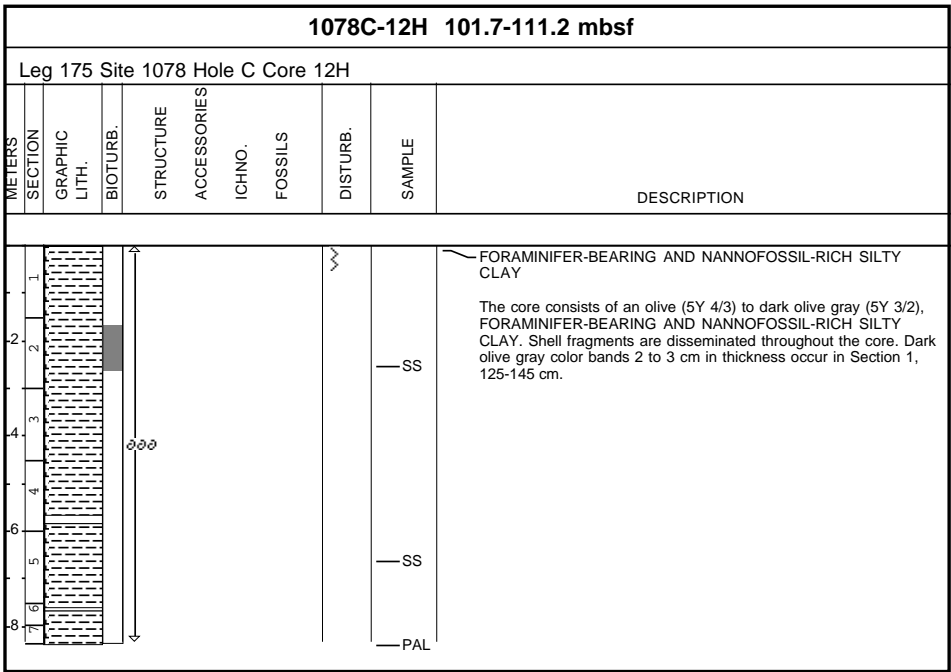 1078C-12H 101.7-111.2 mbsf
Leg 175 Site 1078 Hole C Core 12H
METERS
SECTION
GRAPHIC
LITH.
BIOTURB.
STRUCTURE
ACCESSORIES
ICHNO.
FOSSILS
DISTURB.
SAMPLE
DESCRIPTION
1
2
2
3
4
4
6
5
6
8
7
SS
SS
PAL
FORAMINIFER-BEARING AND NANNOFOSSIL-RICH SILTY
CLAY
The core consists of an olive (5Y 4/3) to dark olive gray (5Y 3/2),
FORAMINIFER-BEARING AND NANNOFOSSIL-RICH SILTY
CLAY. Shell fragments are disseminated throughout the core. Dark
olive gray color bands 2 to 3 cm in thickness occur in Section 1,
125-145 cm.